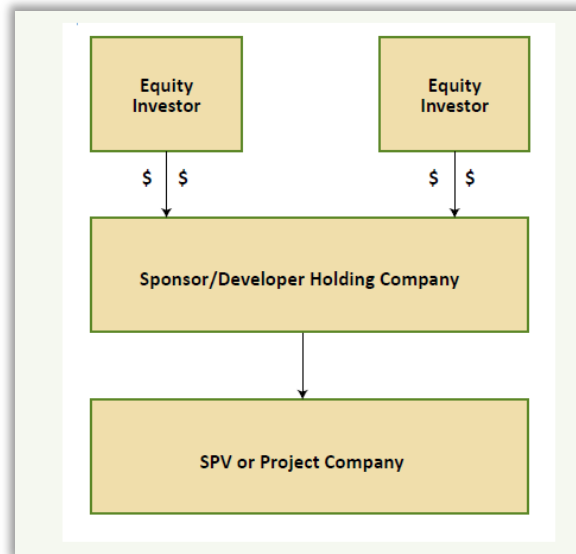 Equity Equity
Investor Investor
$ $ $ $
Sponsor/Developer Holding Company
SPV or Project Company